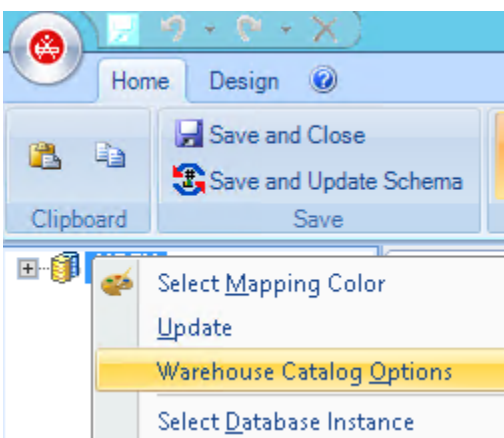 Home Design
Save and Close
Save and Update Schema
Clipboard Save
Select Mapping Color
Update
Warehouse Catalog Options
Select Database Instance